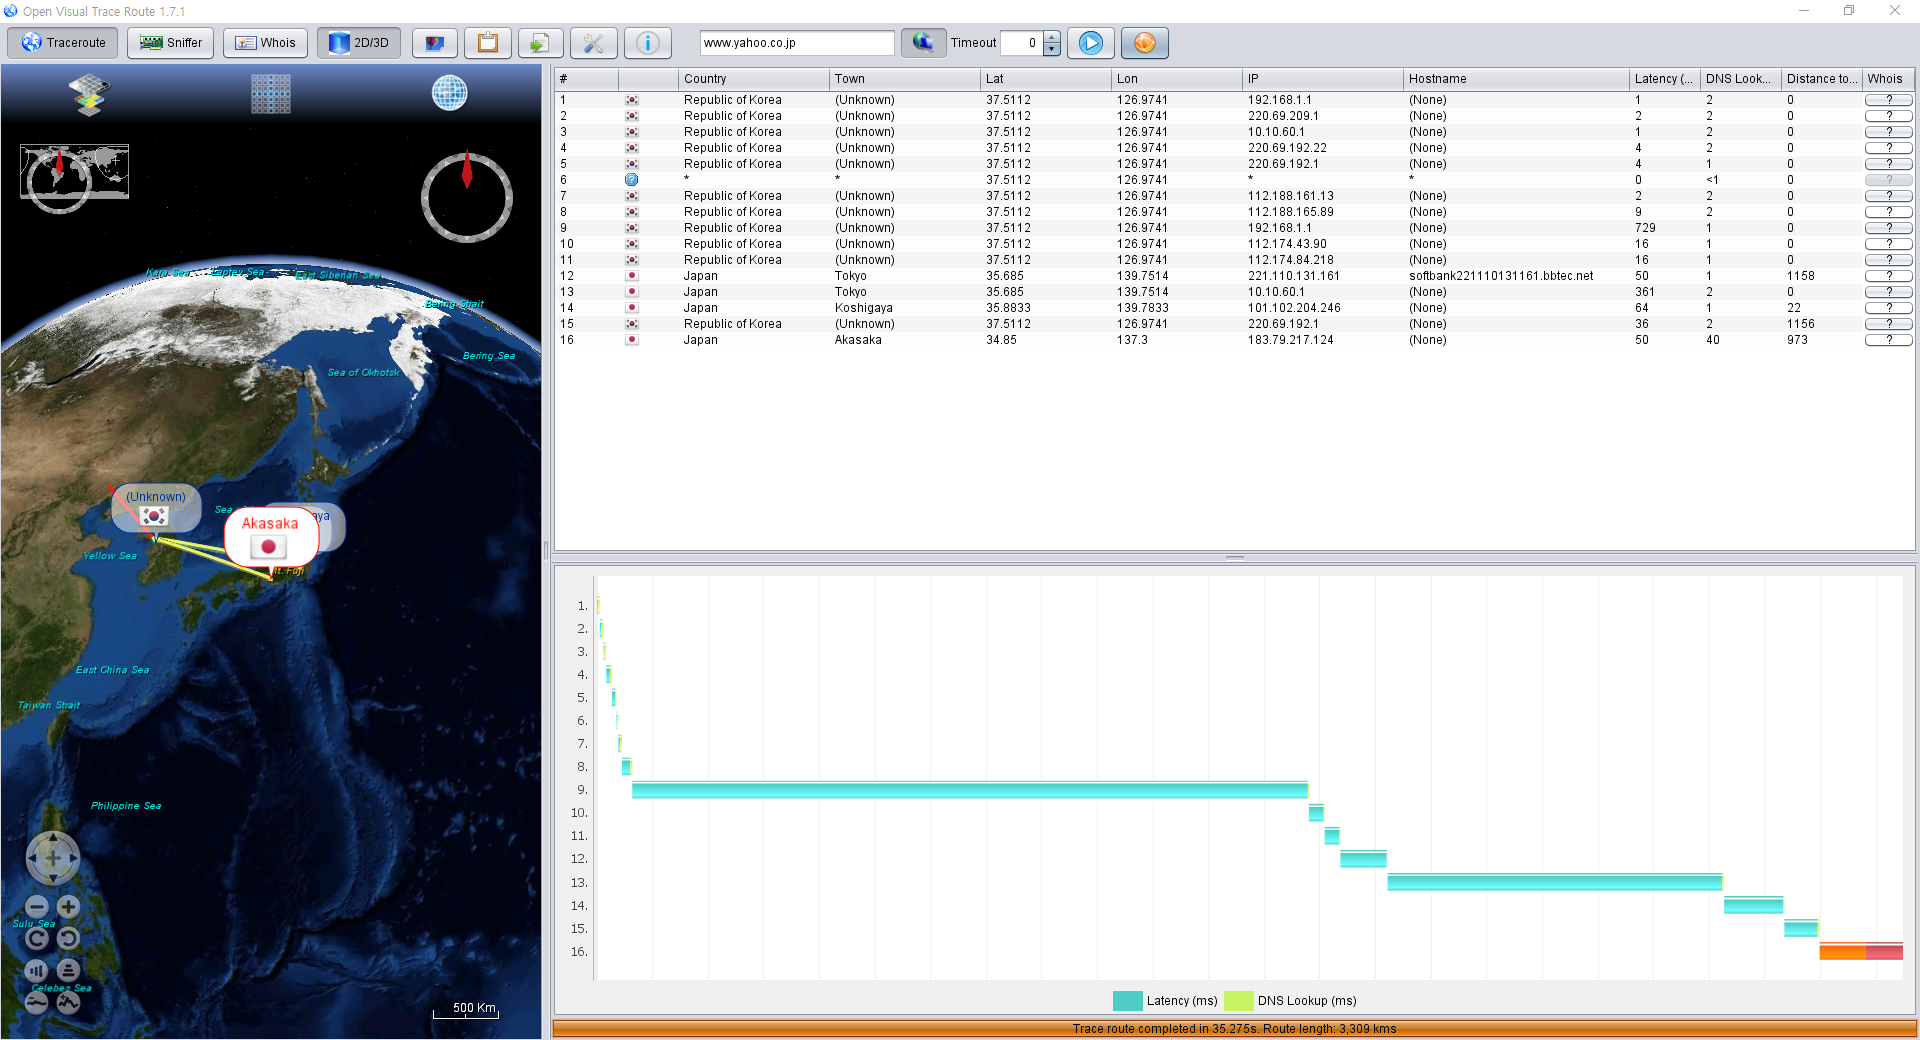 Open Visual Trace Route 1.7.1
Traceroute Sniffer Whois 2D/3D www.yahoo.co.jp Timeout 0
# Country Town Lat Lon IP Hostname Latency (... DNS Look... Distance to... Whois
1 Republic of Korea (Unknown) 37.5112 126.9741 192.168.1.1 (None) 1 2 0 ?
2 Republic of Korea (Unknown) 37.5112 126.9741 220.69.209.1 (None) 2 2 0 ?
3 Republic of Korea (Unknown) 37.5112 126.9741 10.10.60.1 (None) 1 2 0 ?
4 Republic of Korea (Unknown) 37.5112 126.9741 220.69.192.22 (None) 4 2 0 ?
5 Republic of Korea (Unknown) 37.5112 126.9741 220.69.192.1 (None) 4 1 0 ?
6 * * 37.5112 126.9741 * * 0 <1 0 ?
7 Republic of Korea (Unknown) 37.5112 126.9741 112.188.161.13 (None) 2 2 0 ?
8 Republic of Korea (Unknown) 37.5112 126.9741 112.188.165.89 (None) 9 2 0 ?
9 Republic of Korea (Unknown) 37.5112 126.9741 192.168.1.1 (None) 729 1 0 ?
10 Republic of Korea (Unknown) 37.5112 126.9741 112.174.43.90 (None) 16 1 0 ?
11 Republic of Korea (Unknown) 37.5112 126.9741 112.174.84.218 (None) 16 1 0 ?
12 Japan Tokyo 35.685 139.7514 221.110.131.161 softbank221110131161.bbtec.net 50 1 1158 ?
13 Japan Tokyo 35.685 139.7514 10.10.60.1 (None) 361 2 0 ?
14 Japan Koshigaya 35.8833 139.7833 101.102.204.246 (None) 64 1 22 ?
15 Republic of Korea (Unknown) 37.5112 126.9741 220.69.192.1 (None) 36 2 1156 ?
16 Japan Akasaka 34.85 137.3 183.79.217.124 (None) 50 40 973 ?
Kara Sea Laptev Sea East Siberian Sea
Bering Strait
Bering Sea
Sea of Okhotsk
(Unknown)
Sea
aya
Akasaka
Yellow Sea
Mt. Fuji
East China Sea
Taiwan Strait
Philippine Sea
Sulu Sea
Celebes Sea
500 Km
1.
2.
3.
4.
5.
6.
7.
8.
9.
10.
11.
12.
13.
14.
15.
16.
Latency (ms) DNS Lookup (ms)
Trace route completed in 35.275s. Route length: 3,309 kms